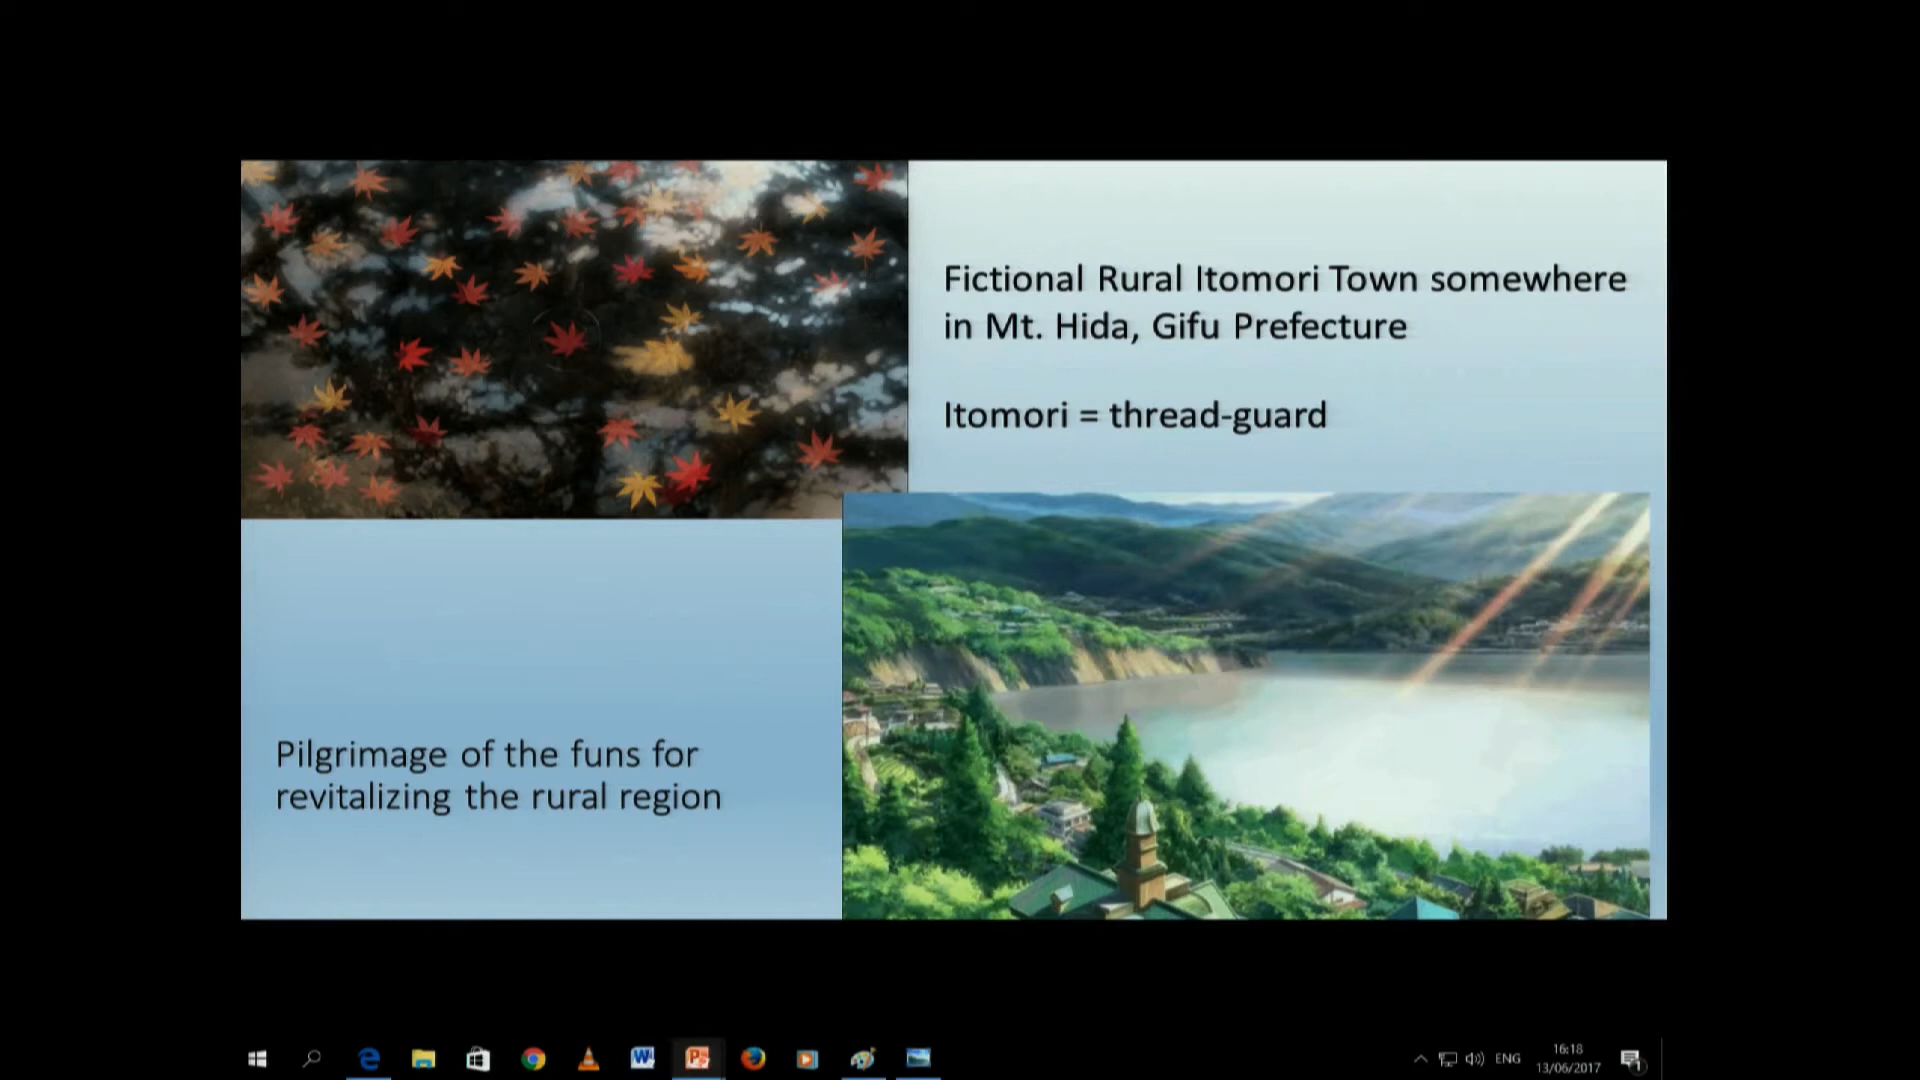 Fictional Rural Itomori Town somewhere
in Mt. Hida, Gifu Prefecture
Itomori = thread-guard
Pilgrimage of the funs for
revitalizing the rural region
ENG
16:18
13/06/2017